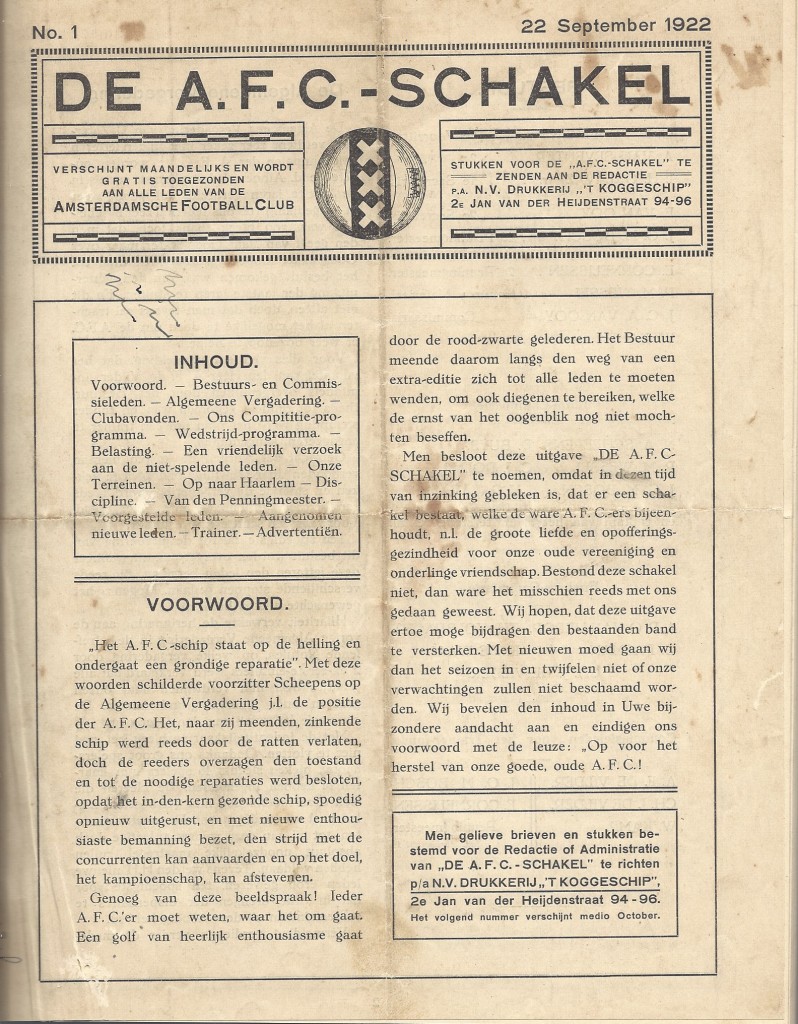 No. 1
22 September 1922
DE A.F.C.-SCHAKEL
VERSCHIJNT MAANDELIJKS EN WORDT
GRATIS TOEGEZONDEN
AAN ALLE LEDEN VAN DE
AMSTERDAMSCHE FOOTBALL CLUB
STUKKEN VOOR DE „A.F.C.-SCHAKEL” TE
ZENDEN AAN DE REDACTIE
P.A. N.V. DRUKKERIJ „'T KOGGESCHIP”
2E JAN VAN DER HEIJDENSTRAAT 94-96
INHOUD.
Voorwoord. — Bestuurs- en Commis-
sieleden. — Algemeene Vergadering. —
Clubavonden. — Ons Compititie-pro-
gramma. — Wedstrijd-programma. —
Belasting. — Een vriendelijk verzoek
aan de niet-spelende leden. — Onze
Terreinen. — Op naar Haarlem — Dis-
cipline. — Van den Penningmeester. —
Voorgestelde leden. — Aangenomen
nieuwe leden. — Trainer. — Advertentiën.
VOORWOORD.
„Het A.F.C-schip staat op de helling en
ondergaat een grondige reparatie”. Met deze
woorden schilderde voorzitter Scheepens op
de Algemeene Vergadering j.l. de positie
der A.F.C. Het, naar zij meenden, zinkende
schip werd reeds door de ratten verlaten,
doch de reeders overzagen den toestand
en tot de noodige reparaties werd besloten,
opdat het in-den-kern gezonde schip, spoedig
opnieuw uitgerust, en met nieuwe enthou-
siaste bemanning bezet, den strijd met de
concurrenten kan aanvaarden en op het doel,
het kampioenschap, kan afstevenen.
Genoeg van deze beeldspraak! Ieder
A.F.C.'er moet weten, waar het om gaat.
Een golf van heerlijk enthousiasme gaat
door de rood-zwarte gelederen. Het Bestuur
meende daarom langs den weg van een
extra-editie zich tot alle leden te moeten
wenden, om ook diegenen te bereiken, welke
de ernst van het oogenblik nog niet moch-
ten beseffen.
Men besloot deze uitgave „DE A.F.C-
SCHAKEL” te noemen, omdat in dezen tijd
van inzinking gebleken is, dat er een scha-
kel bestaat, welke de ware A.F.C.-ers bijeen-
houdt, n.l. de groote liefde en opofferings-
gezindheid voor onze oude vereeniging en
onderlinge vriendschap. Bestond deze schakel
niet, dan ware het misschien reeds met ons
gedaan geweest. Wij hopen, dat deze uitgave
ertoe moge bijdragen den bestaanden band
te versterken. Met nieuwen moed gaan wij
dan het seizoen in en twijfelen niet of onze
verwachtingen zullen niet beschaamd wor-
den. Wij bevelen den inhoud in Uwe bij-
zondere aandacht aan en eindigen ons
voorwoord met de leuze: „Op voor het
herstel van onze goede, oude A.F.C.!
Men gelieve brieven en stukken be-
stemd voor de Redactie of Administratie
van „DE A.F.C.-SCHAKEL” te richten
p/a N.V. DRUKKERIJ „'T KOGGESCHIP”,
2e Jan van der Heijdenstraat 94-96.
Het volgend nummer verschijnt medio October.